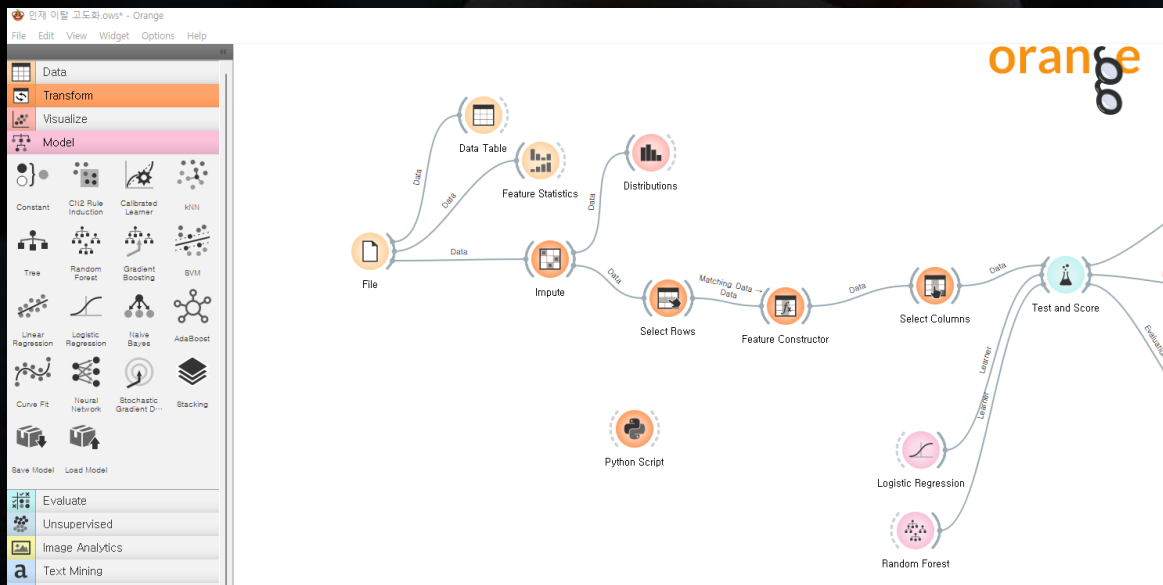 인재 이탈 고도화.ows* - Orange
File Edit View Widget Options Help
Data
Transform
Visualize
Model
Constant
CN2 Rule
Induction
Calibrated
Learner
kNN
Tree
Random
Forest
Gradient
Boosting
SVM
Linear
Regression
Logistic
Regression
Naive
Bayes
AdaBoost
Curve Fit
Neural
Network
Stochastic
Gradient D...
Stacking
Save Model
Load Model
Evaluate
Unsupervised
Image Analytics
Text Mining
orange
Data Table
Data
Feature Statistics
Data
Distributions
Data
File
Data
Impute
Data
Select Rows
Matching Data →
Data
Feature Constructor
Data
Select Columns
Data
Test and Score
Learner
Learner
Python Script
Logistic Regression
Random Forest